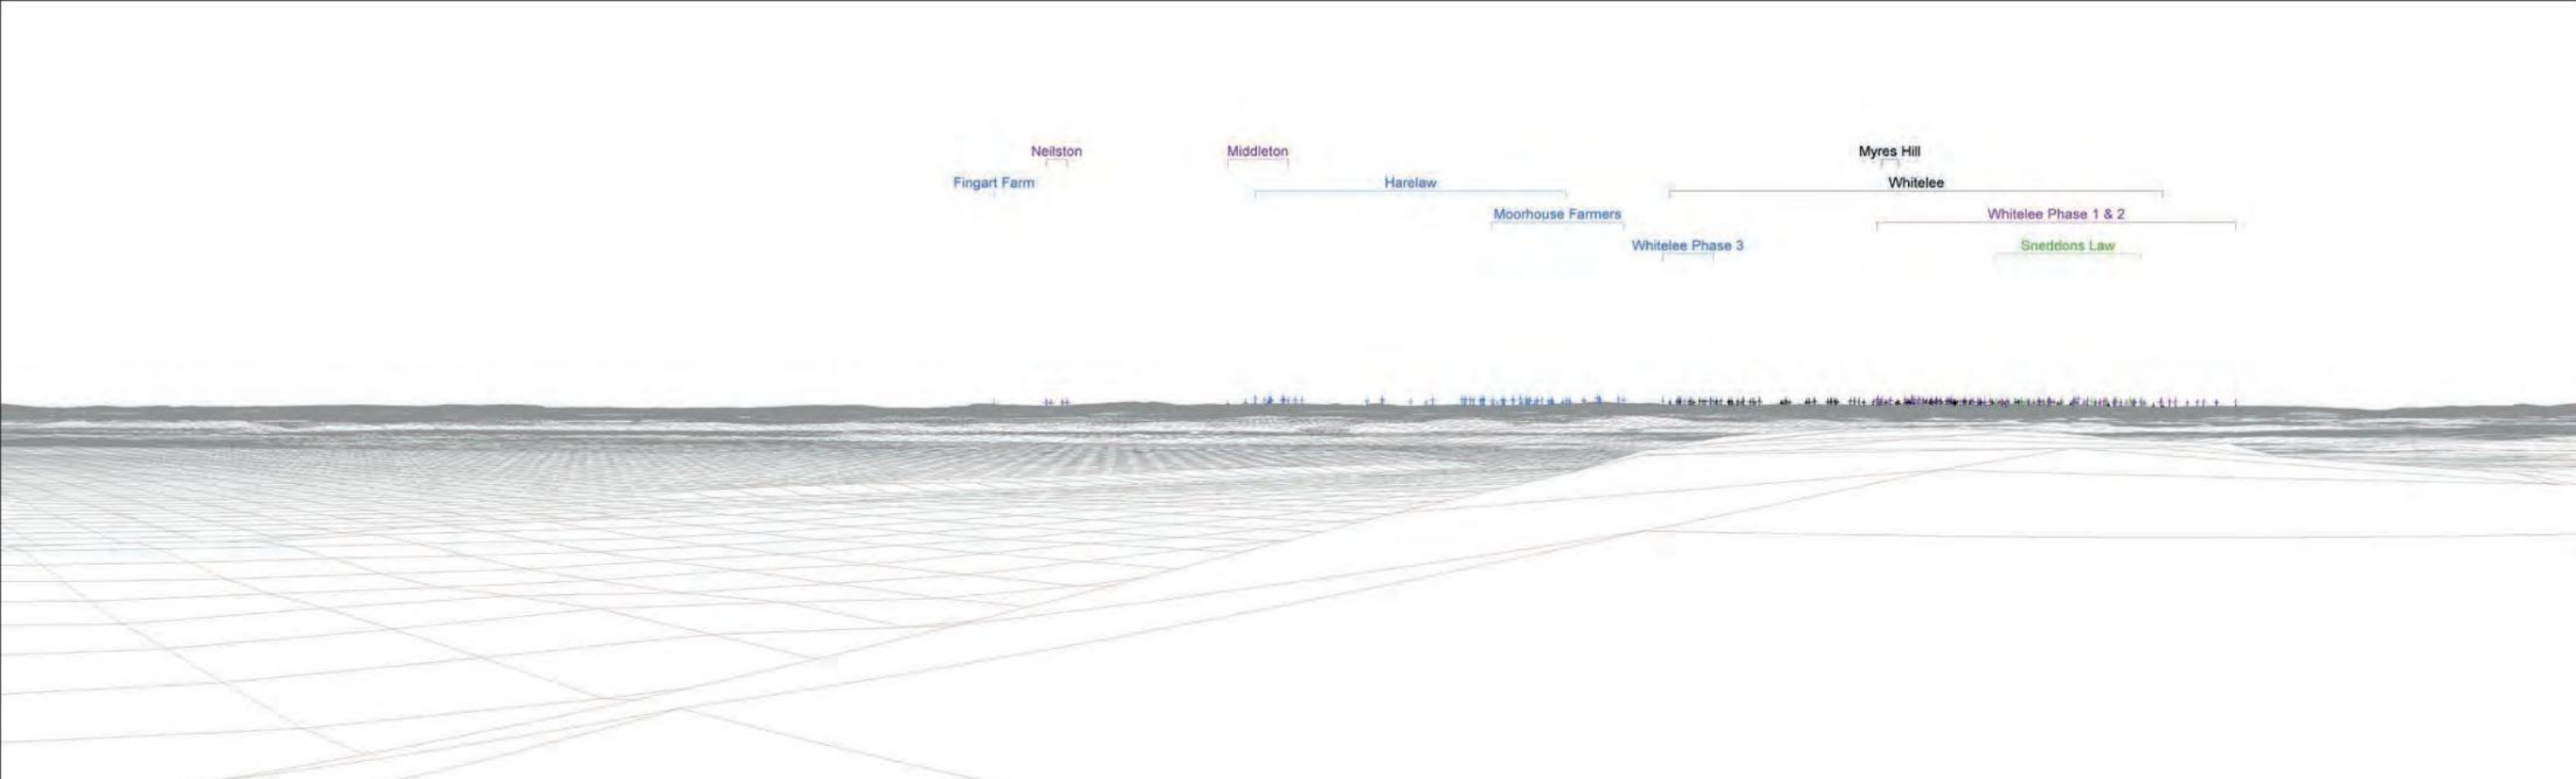 Neilston
Middleton
Myres Hill
Fingart Farm
Harelaw
Whitelee
Moorhouse Farmers
Whitelee Phase 1 & 2
Whitelee Phase 3
Sneddons Law